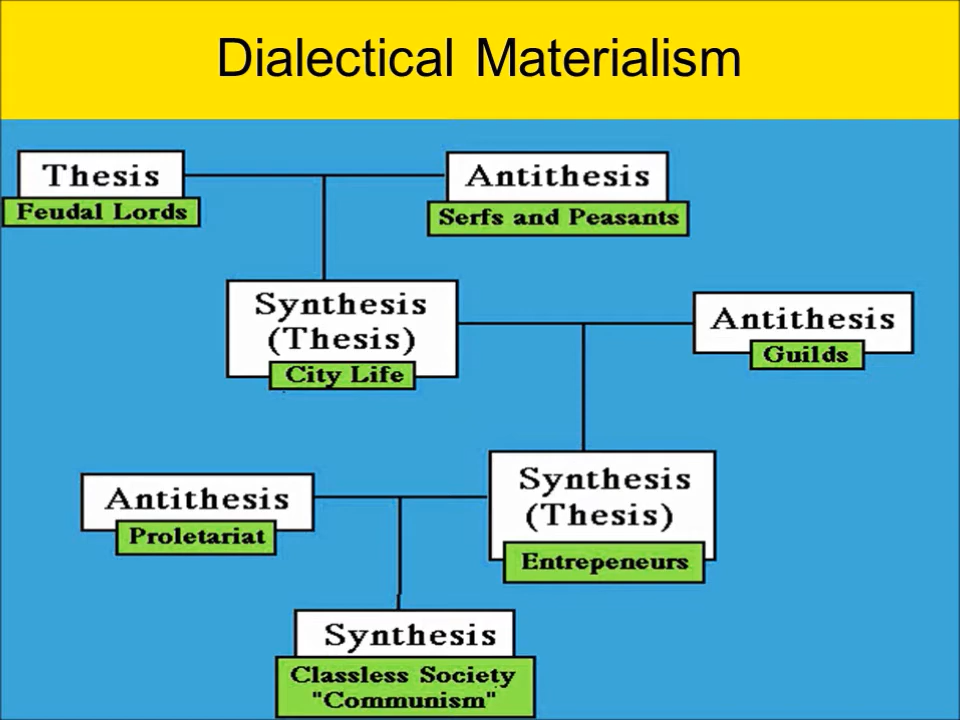 Dialectical Materialism
Thesis
Feudal Lords
Antithesis
Serfs and Peasants
Synthesis
(Thesis)
City Life
Antithesis
Guilds
Antithesis
Proletariat
Synthesis
(Thesis)
Entrepeneurs
Synthesis
Classless Society
"Communism"